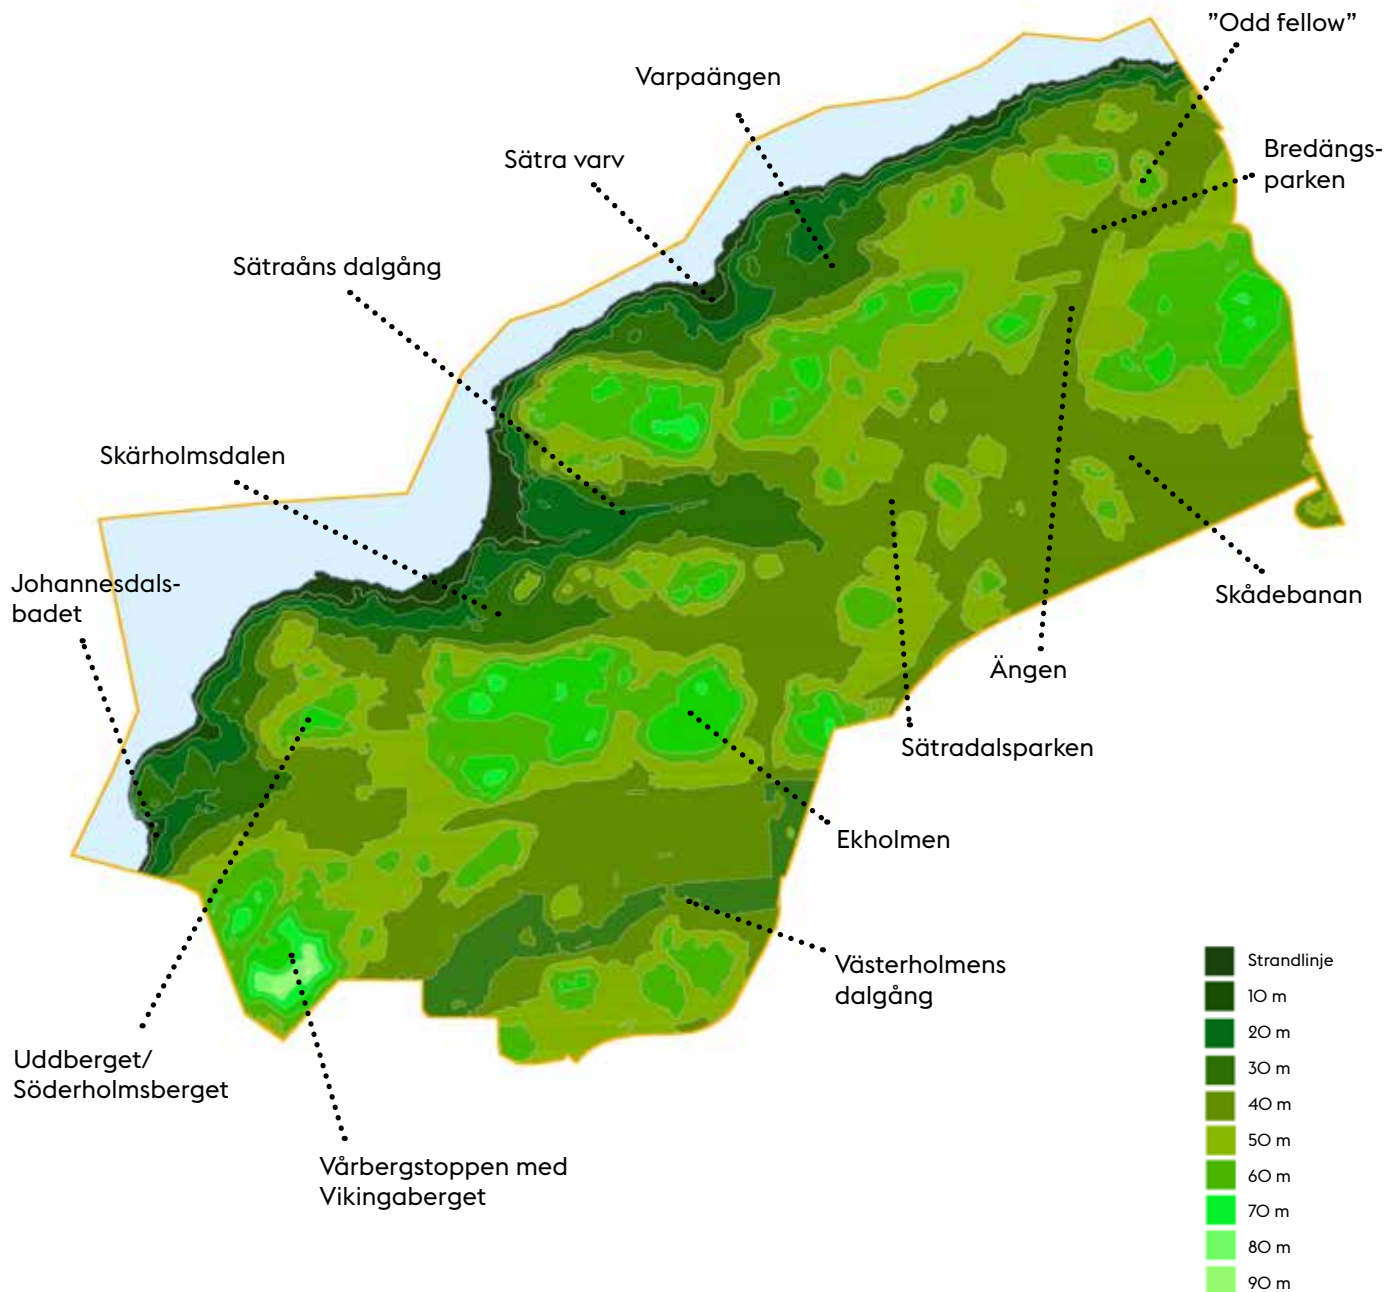 ”Odd fellow”
Varpaängen
Bredängs-
parken
Sätra varv
Sätraåns dalgång
Skärholmsdalen
Johannesdals-
badet
Skådebanan
Ängen
Sätradalsparken
Ekholmen
Västerholmens
dalgång
Uddberget/
Söderholmsberget
Vårbergstoppen med
Vikingaberget
Strandlinje
10 m
20 m
30 m
40 m
50 m
60 m
70 m
80 m
90 m